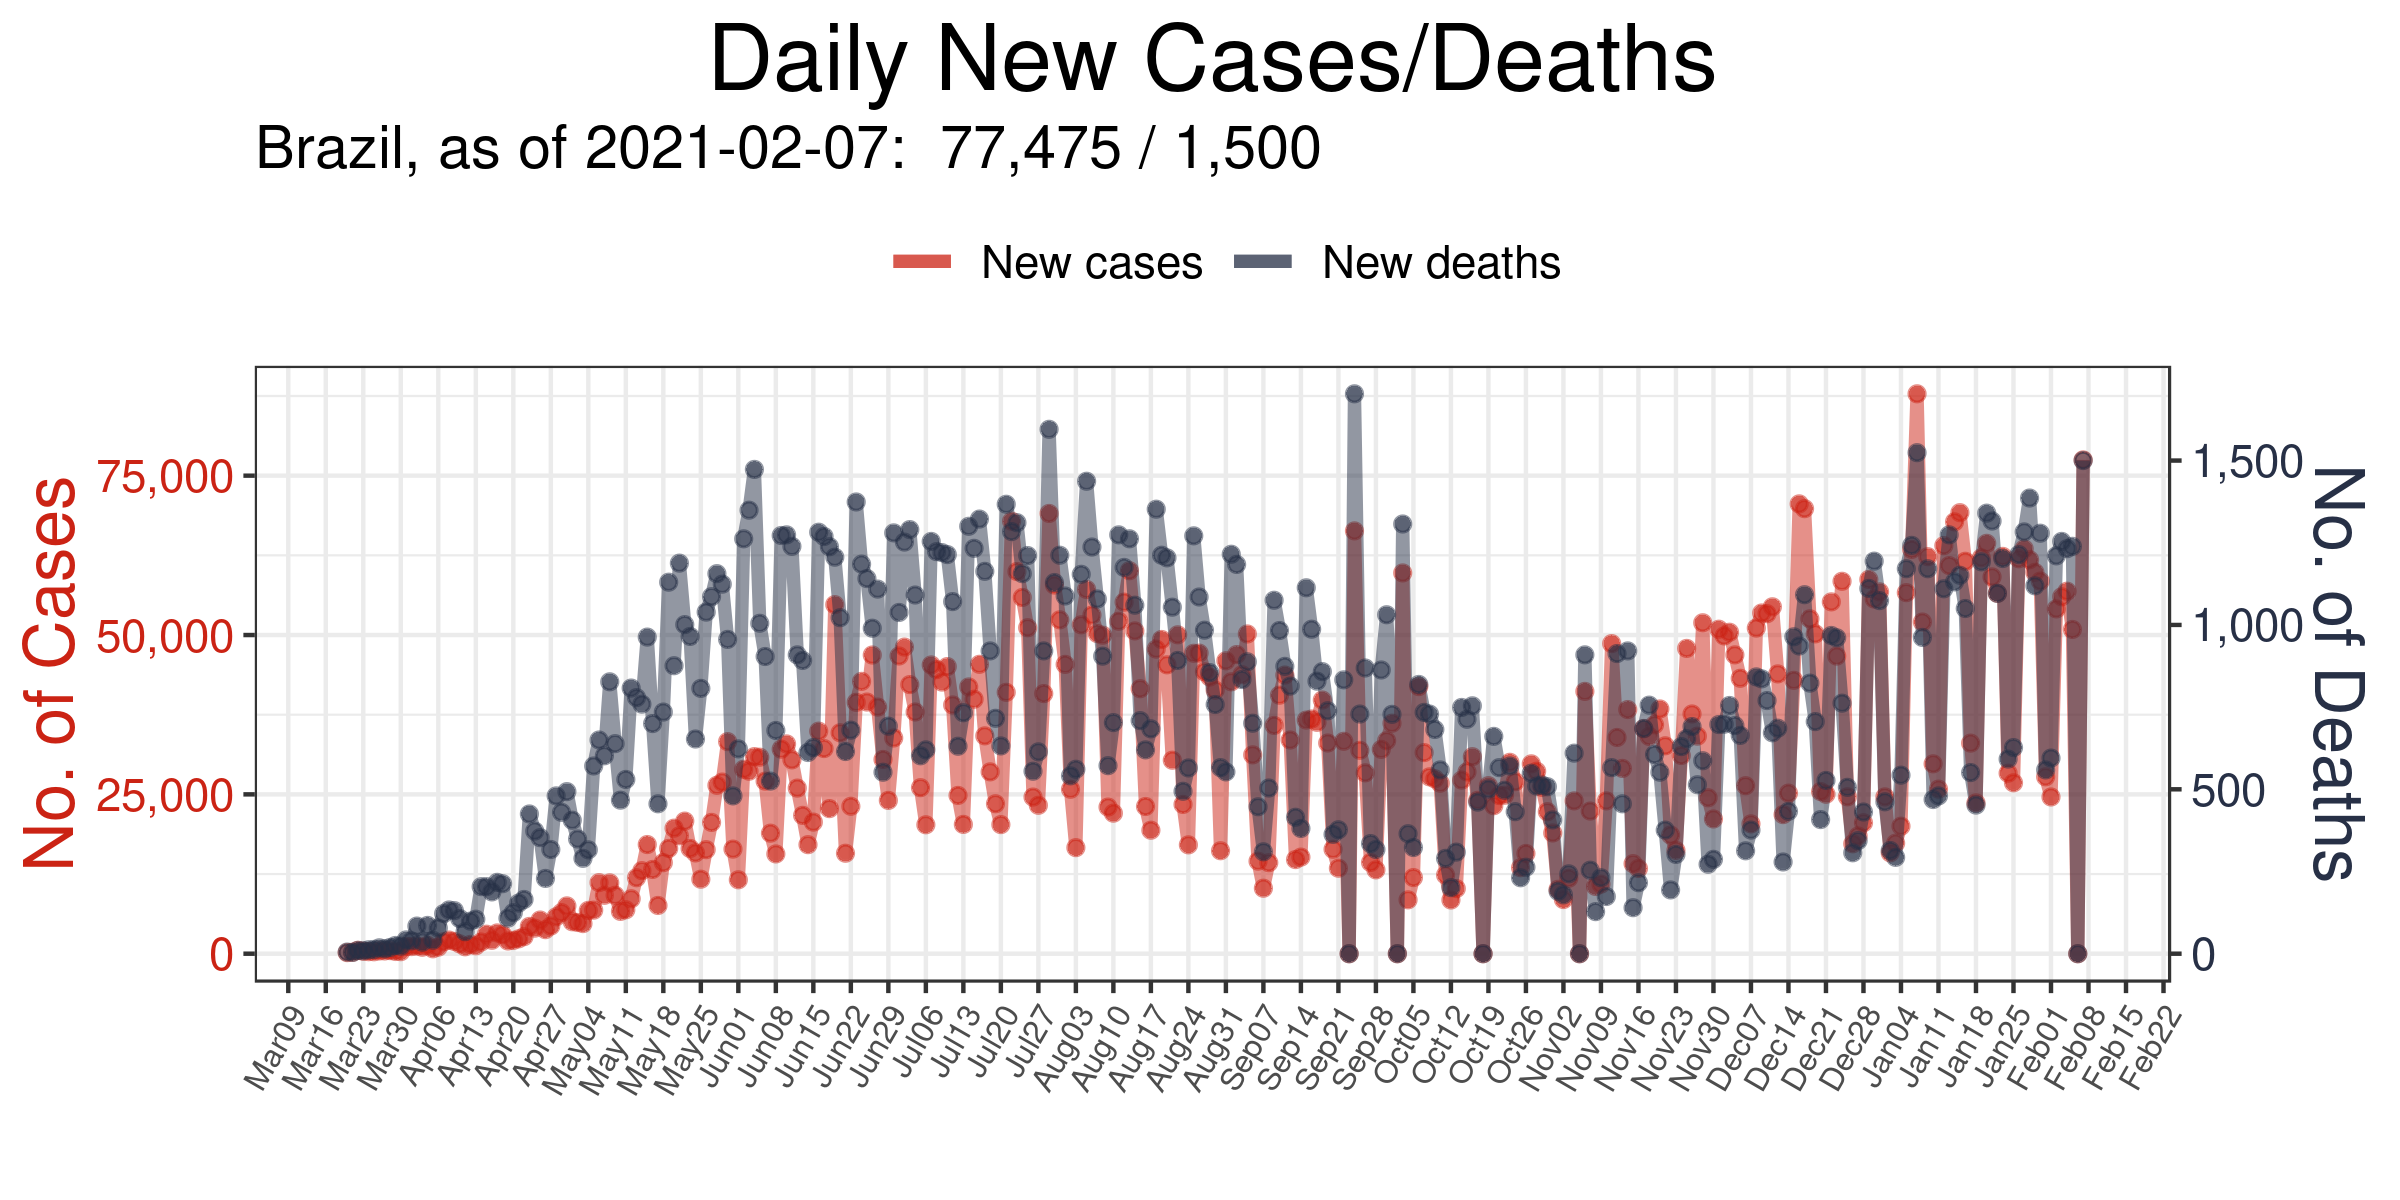 Daily New Cases/Deaths
Brazil, as of 2021-02-07:  77,475 / 1,500
New cases
New deaths
No. of Cases
75,000
50,000
25,000
0
1,500
1,000
500
0
No. of Deaths
Mar09
Mar16
Mar23
Mar30
Apr06
Apr13
Apr20
Apr27
May04
May11
May18
May25
Jun01
Jun08
Jun15
Jun22
Jun29
Jul06
Jul13
Jul20
Jul27
Aug03
Aug10
Aug17
Aug24
Aug31
Sep07
Sep14
Sep21
Sep28
Oct05
Oct12
Oct19
Oct26
Nov02
Nov09
Nov16
Nov23
Nov30
Dec07
Dec14
Dec21
Dec28
Jan04
Jan11
Jan18
Jan25
Feb01
Feb08
Feb15
Feb22